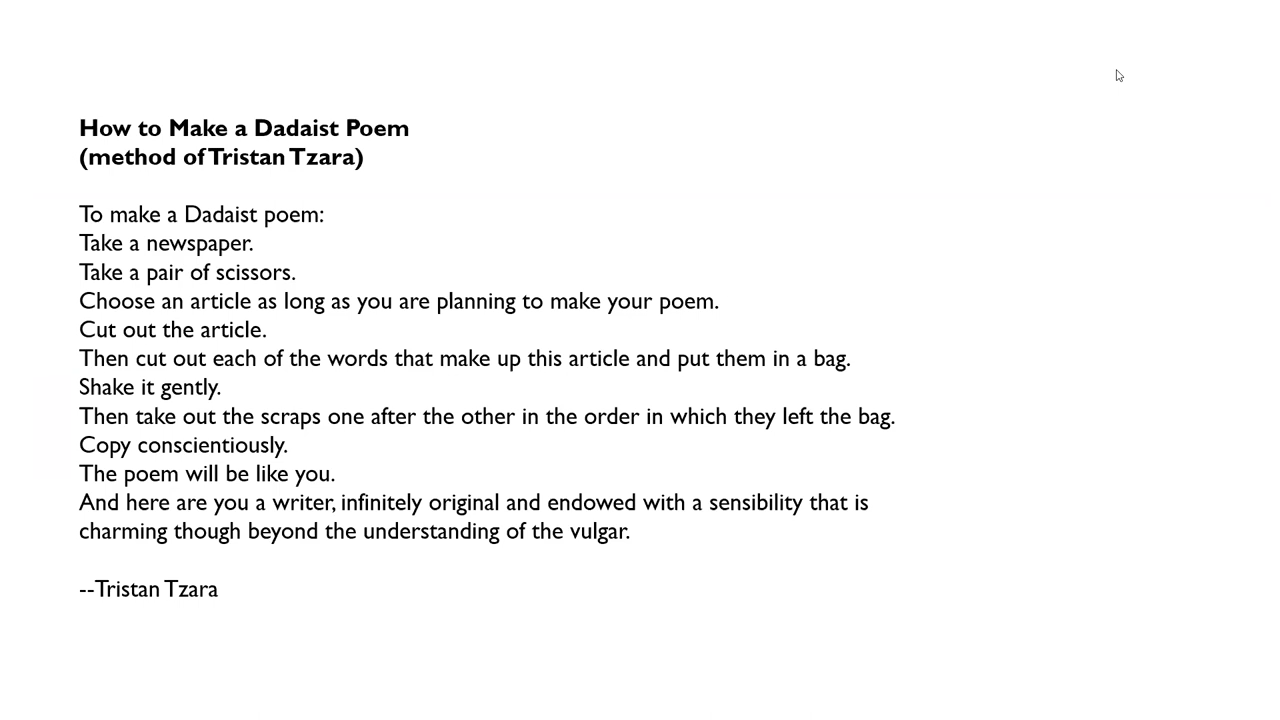 How to Make a Dadaist Poem
(method of Tristan Tzara)
To make a Dadaist poem:
Take a newspaper.
Take a pair of scissors.
Choose an article as long as you are planning to make your poem.
Cut out the article.
Then cut out each of the words that make up this article and put them in a bag.
Shake it gently.
Then take out the scraps one after the other in the order in which they left the bag.
Copy conscientiously.
The poem will be like you.
And here are you a writer, infinitely original and endowed with a sensibility that is
charming though beyond the understanding of the vulgar.
--Tristan Tzara